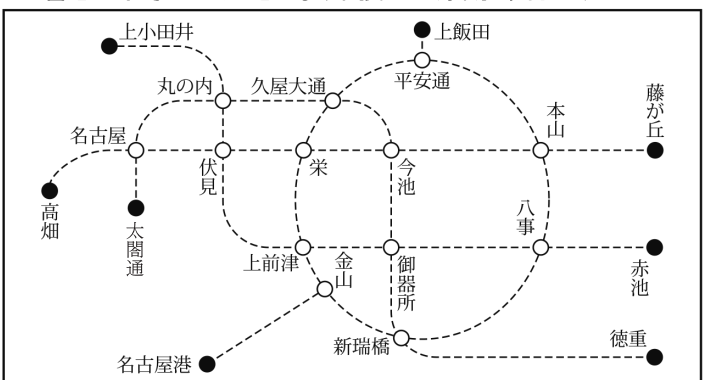 上小田井
上飯田
平安通
丸の内
久屋大通
藤が丘
本山
名古屋
伏見
栄
今池
高畑
太閤通
八事
上前津
金山
御器所
赤池
新瑞橋
徳重
名古屋港